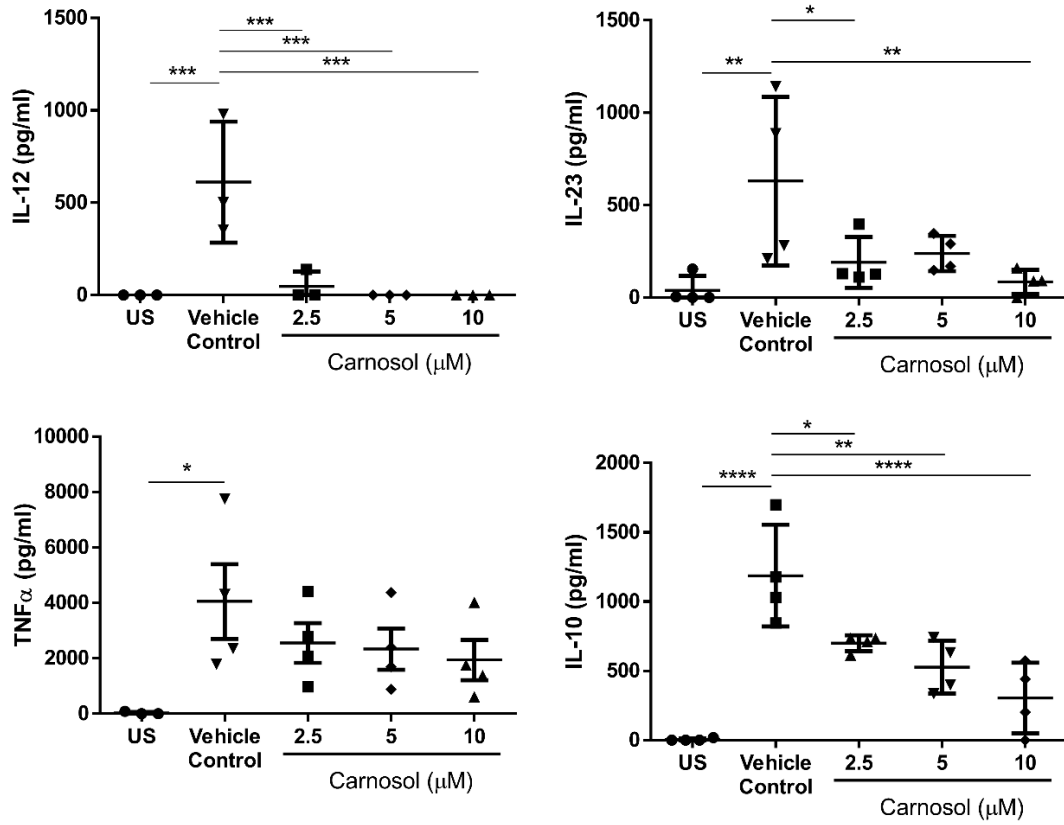 1500
1000
500
0
IL-12 (pg/ml)
***
***
***
***
US
Vehicle
Control
2.5
5
10
Carnosol (μM)
1500
1000
500
0
IL-23 (pg/ml)
*
**
**
US
Vehicle
Control
2.5
5
10
Carnosol (μM)
10000
8000
6000
4000
2000
0
TNFα (pg/ml)
*
US
Vehicle
Control
2.5
5
10
Carnosol (μM)
2000
1500
1000
500
0
IL-10 (pg/ml)
*
**
****
****
US
Vehicle
Control
2.5
5
10
Carnosol (μM)